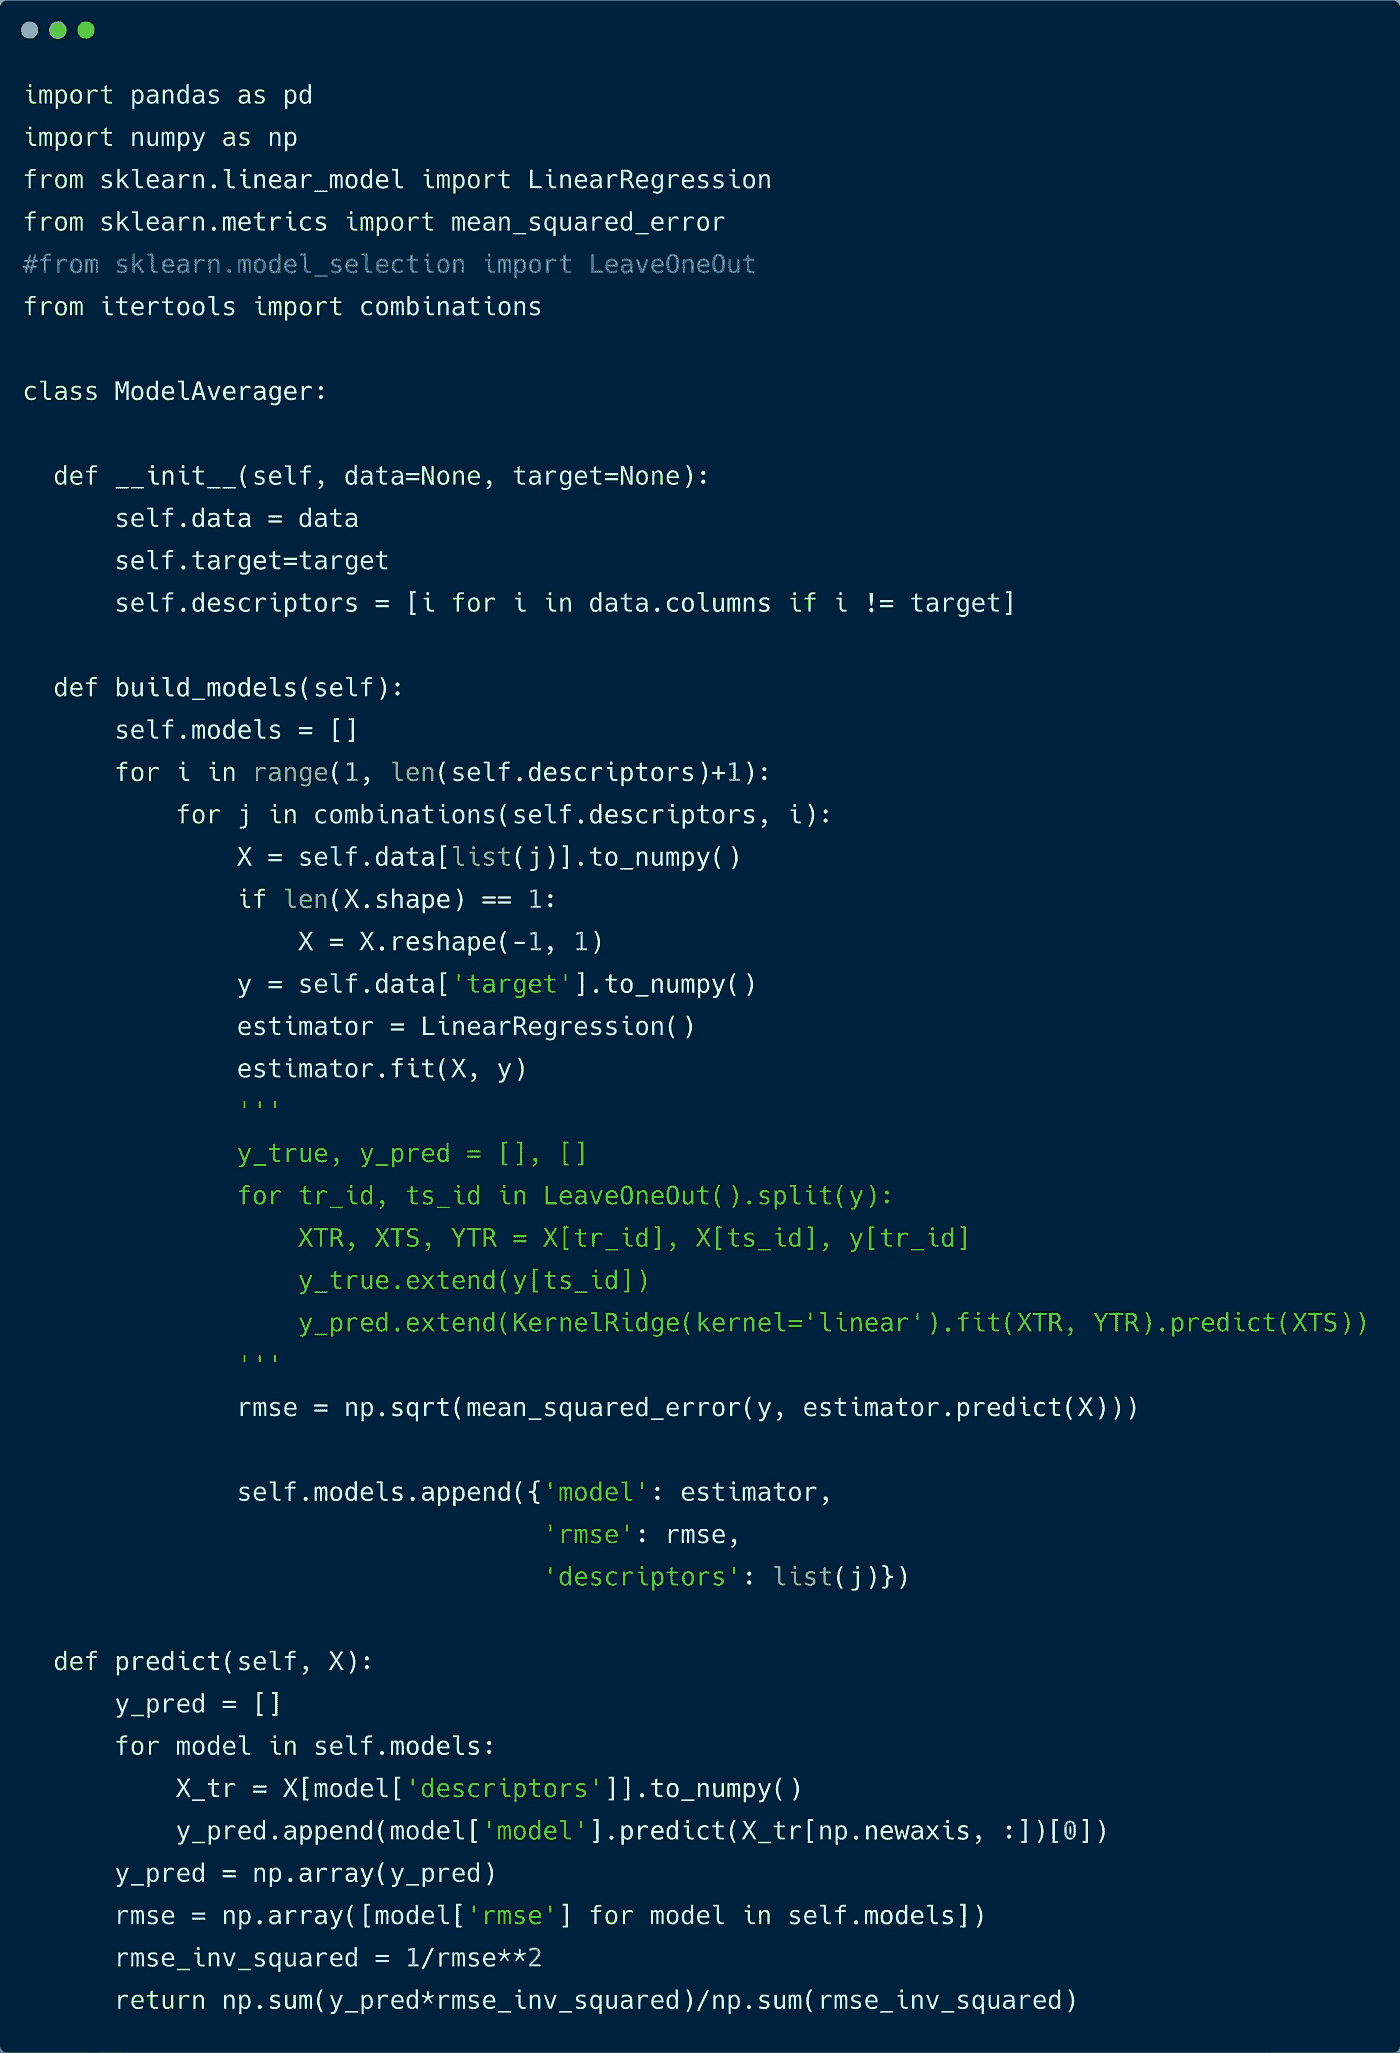 import pandas as pd
import numpy as np
from sklearn.linear_model import LinearRegression
from sklearn.metrics import mean_squared_error
#from sklearn.model_selection import LeaveOneOut
from itertools import combinations

class ModelAverager:

  def __init__(self, data=None, target=None):
      self.data = data
      self.target=target
      self.descriptors = [i for i in data.columns if i != target]

  def build_models(self):
      self.models = []
      for i in range(1, len(self.descriptors)+1):
          for j in combinations(self.descriptors, i):
              X = self.data[list(j)].to_numpy()
              if len(X.shape) == 1:
                  X = X.reshape(-1, 1)
              y = self.data['target'].to_numpy()
              estimator = LinearRegression()
              estimator.fit(X, y)
              '''
              y_true, y_pred = [], []
              for tr_id, ts_id in LeaveOneOut().split(y):
                  XTR, XTS, YTR = X[tr_id], X[ts_id], y[tr_id]
                  y_true.extend(y[ts_id])
                  y_pred.extend(KernelRidge(kernel='linear').fit(XTR, YTR).predict(XTS))
              '''
              rmse = np.sqrt(mean_squared_error(y, estimator.predict(X)))

              self.models.append({'model': estimator,
                                  'rmse': rmse,
                                  'descriptors': list(j)})

  def predict(self, X):
      y_pred = []
      for model in self.models:
          X_tr = X[model['descriptors']].to_numpy()
          y_pred.append(model['model'].predict(X_tr[np.newaxis, :])[0])
      y_pred = np.array(y_pred)
      rmse = np.array([model['rmse'] for model in self.models])
      rmse_inv_squared = 1/rmse**2
      return np.sum(y_pred*rmse_inv_squared)/np.sum(rmse_inv_squared)